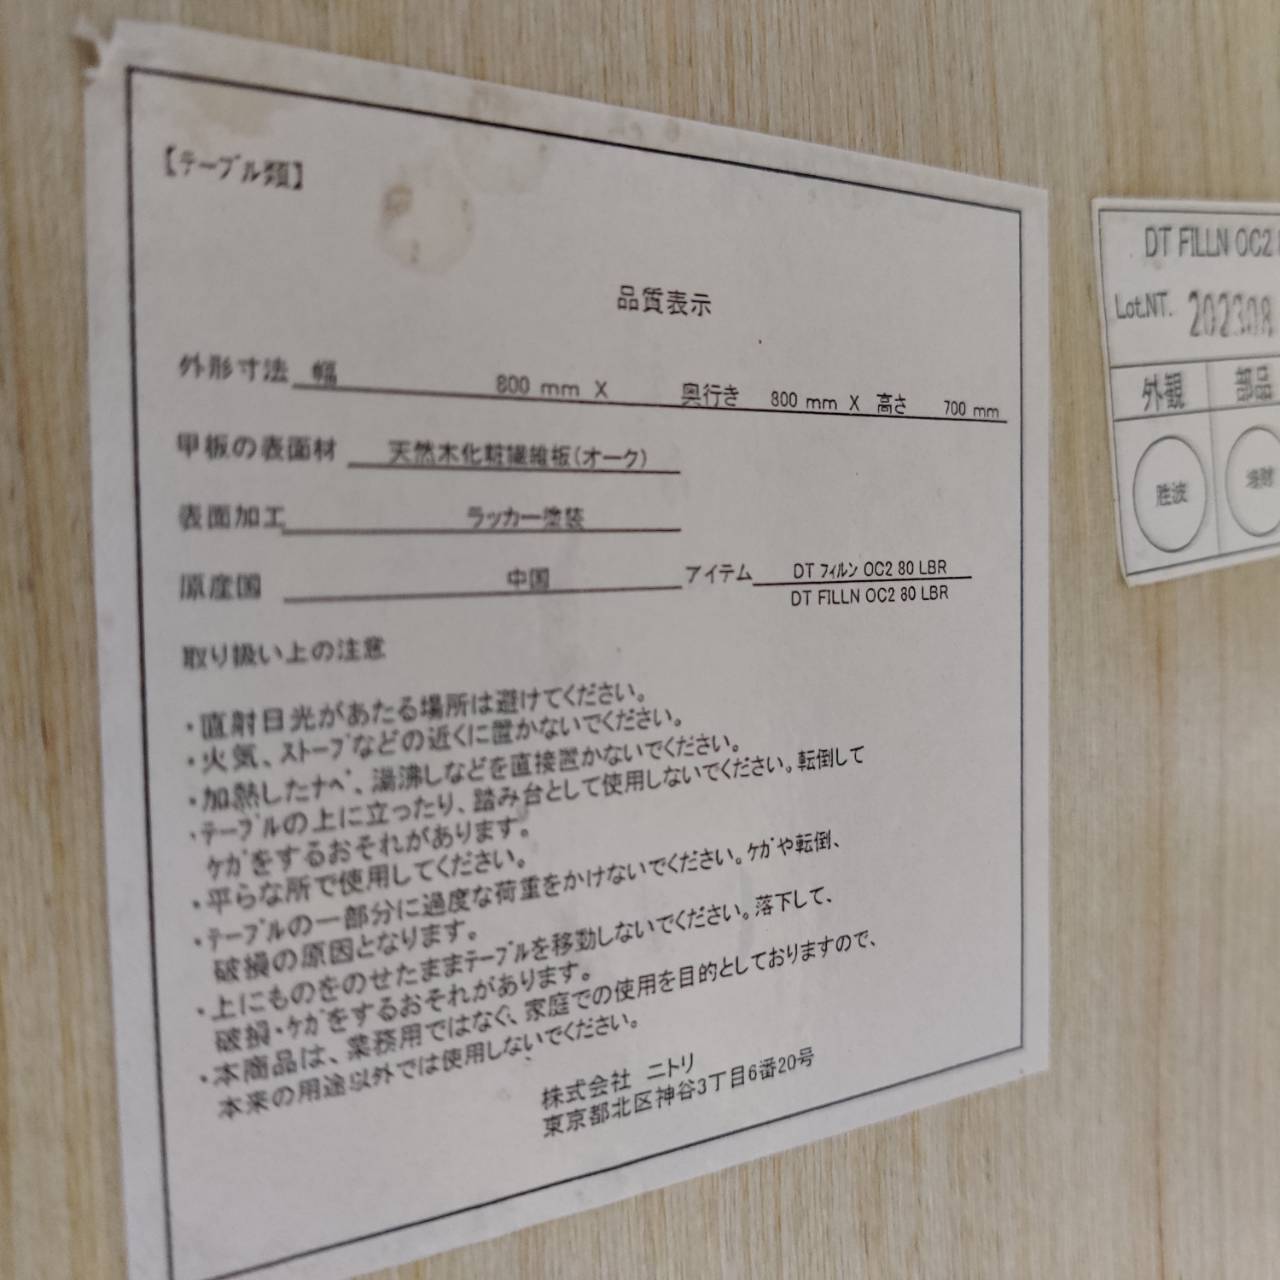 【テーブル類】
品質表示
外形寸法 幅 800 mm X 奥行き 800 mm X 高さ 700 mm
甲板の表面材 天然木化粧繊維板(オーク)
表面加工 ラッカー塗装
原産国 中国 アイテム DT フィルン OC2 80 LBR
DT FILLN OC2 80 LBR
取り扱い上の注意
・直射日光があたる場所は避けてください。
・火気、ストーブなどの近くに置かないでください。
・加熱したナベ、湯沸しなどを直接置かないでください。
・テーブルの上に立ったり、踏み台として使用しないでください。転倒して
ケガをするおそれがあります。
・平らな所で使用してください。
・テーブルの一部分に過度な荷重をかけないでください。ケガや転倒、
破損の原因となります。
・上にものをのせたままテーブルを移動しないでください。落下して、
破損・ケガをするおそれがあります。
・本商品は、業務用ではなく、家庭での使用を目的としておりますので、
本来の用途以外では使用しないでください。
株式会社 ニトリ
東京都北区神谷3丁目6番20号
DT FILLN OC2
Lot.NT. 202308
外観 部品
胜波